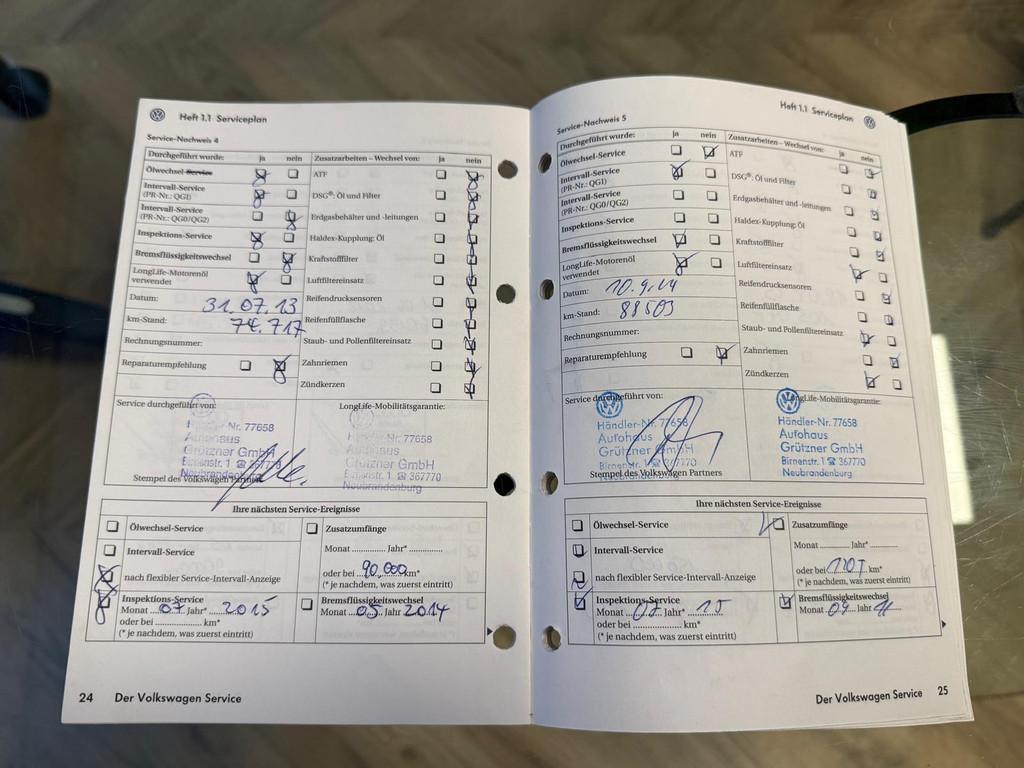 Heft 1.1 Serviceplan
Service-Nachweis 4
Durchgeführt wurde: ja nein
Zusatzarbeiten – Wechsel von: ja nein
Ölwechsel-Service
ATF
Intervall-Service
(PR-Nr.: QG1)
DSG®: Öl und Filter
Intervall-Service
(PR-Nr.: QG0/QG2)
Erdgasbehälter und -leitungen
Inspektions-Service
Haldex-Kupplung: Öl
Bremsflüssigkeitswechsel
Kraftstofffilter
LongLife-Motorenöl
verwendet
Luftfiltereinsatz
Datum: 31.07.13
Reifendrucksensoren
km-Stand: 74.717
Reifenfüllflasche
Rechnungsnummer:
Staub- und Pollenfiltereinsatz
Reparaturempfehlung
Zahnriemen
Zündkerzen
Service durchgeführt von:
LongLife-Mobilitätsgarantie:
Händler-Nr. 77658
Autohaus
Grützner GmbH
Birnenstr. 1 ☎ 367770
Neubrandenburg
Stempel des Volkswagen Partners
Händler-Nr. 77658
Autohaus
Grützner GmbH
Birnenstr. 1 ☎ 367770
Neubrandenburg
Ihre nächsten Service-Ereignisse
Ölwechsel-Service
Zusatzumfänge
Intervall-Service
Monat .............. Jahr* ..............
nach flexibler Service-Intervall-Anzeige
oder bei 90.000 km*
(* je nachdem, was zuerst eintritt)
Inspektions-Service
Monat 07 Jahr* 2015
oder bei .................... km*
(* je nachdem, was zuerst eintritt)
Bremsflüssigkeitswechsel
Monat 05 Jahr 2014
24 Der Volkswagen Service
Heft 1.1 Serviceplan
Service-Nachweis 5
Durchgeführt wurde: ja nein
Zusatzarbeiten – Wechsel von: ja nein
Ölwechsel-Service
ATF
Intervall-Service
(PR-Nr.: QG1)
DSG®: Öl und Filter
Intervall-Service
(PR-Nr.: QG0/QG2)
Erdgasbehälter und -leitungen
Inspektions-Service
Haldex-Kupplung: Öl
Bremsflüssigkeitswechsel
Kraftstofffilter
LongLife-Motorenöl
verwendet
Luftfiltereinsatz
Datum: 10.9.14
Reifendrucksensoren
km-Stand: 88503
Reifenfüllflasche
Rechnungsnummer:
Staub- und Pollenfiltereinsatz
Reparaturempfehlung
Zahnriemen
Zündkerzen
Service durchgeführt von:
LongLife-Mobilitätsgarantie:
Händler-Nr. 77658
Autohaus
Grützner GmbH
Birnenstr. 1 ☎ 367770
Neubrandenburg
Stempel des Volkswagen Partners
Händler-Nr. 77658
Autohaus
Grützner GmbH
Birnenstr. 1 ☎ 367770
Neubrandenburg
Ihre nächsten Service-Ereignisse
Ölwechsel-Service
Zusatzumfänge
Intervall-Service
Monat .............. Jahr* ..............
nach flexibler Service-Intervall-Anzeige
oder bei km*
(* je nachdem, was zuerst eintritt)
Inspektions-Service
Monat Jahr* 15
oder bei .................... km*
(* je nachdem, was zuerst eintritt)
Bremsflüssigkeitswechsel
Monat 09 Jahr
Der Volkswagen Service 25